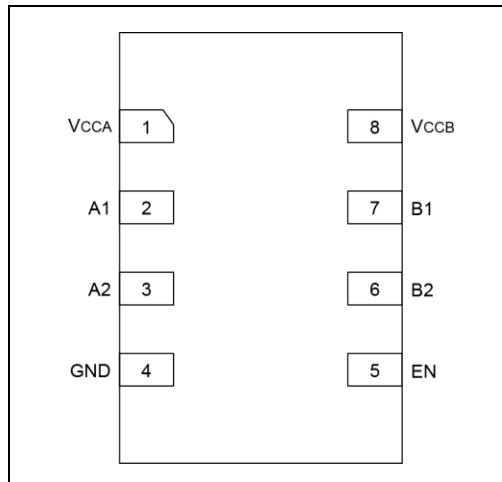 VCCA 1 8 VCCB
A1 2 7 B1
A2 3 6 B2
GND 4 5 EN